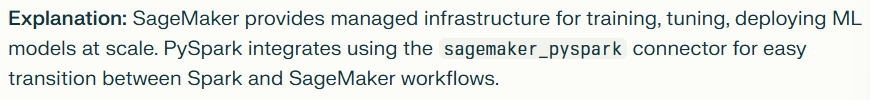 Explanation: SageMaker provides managed infrastructure for training, tuning, deploying ML
models at scale. PySpark integrates using the sagemaker_pyspark connector for easy
transition between Spark and SageMaker workflows.